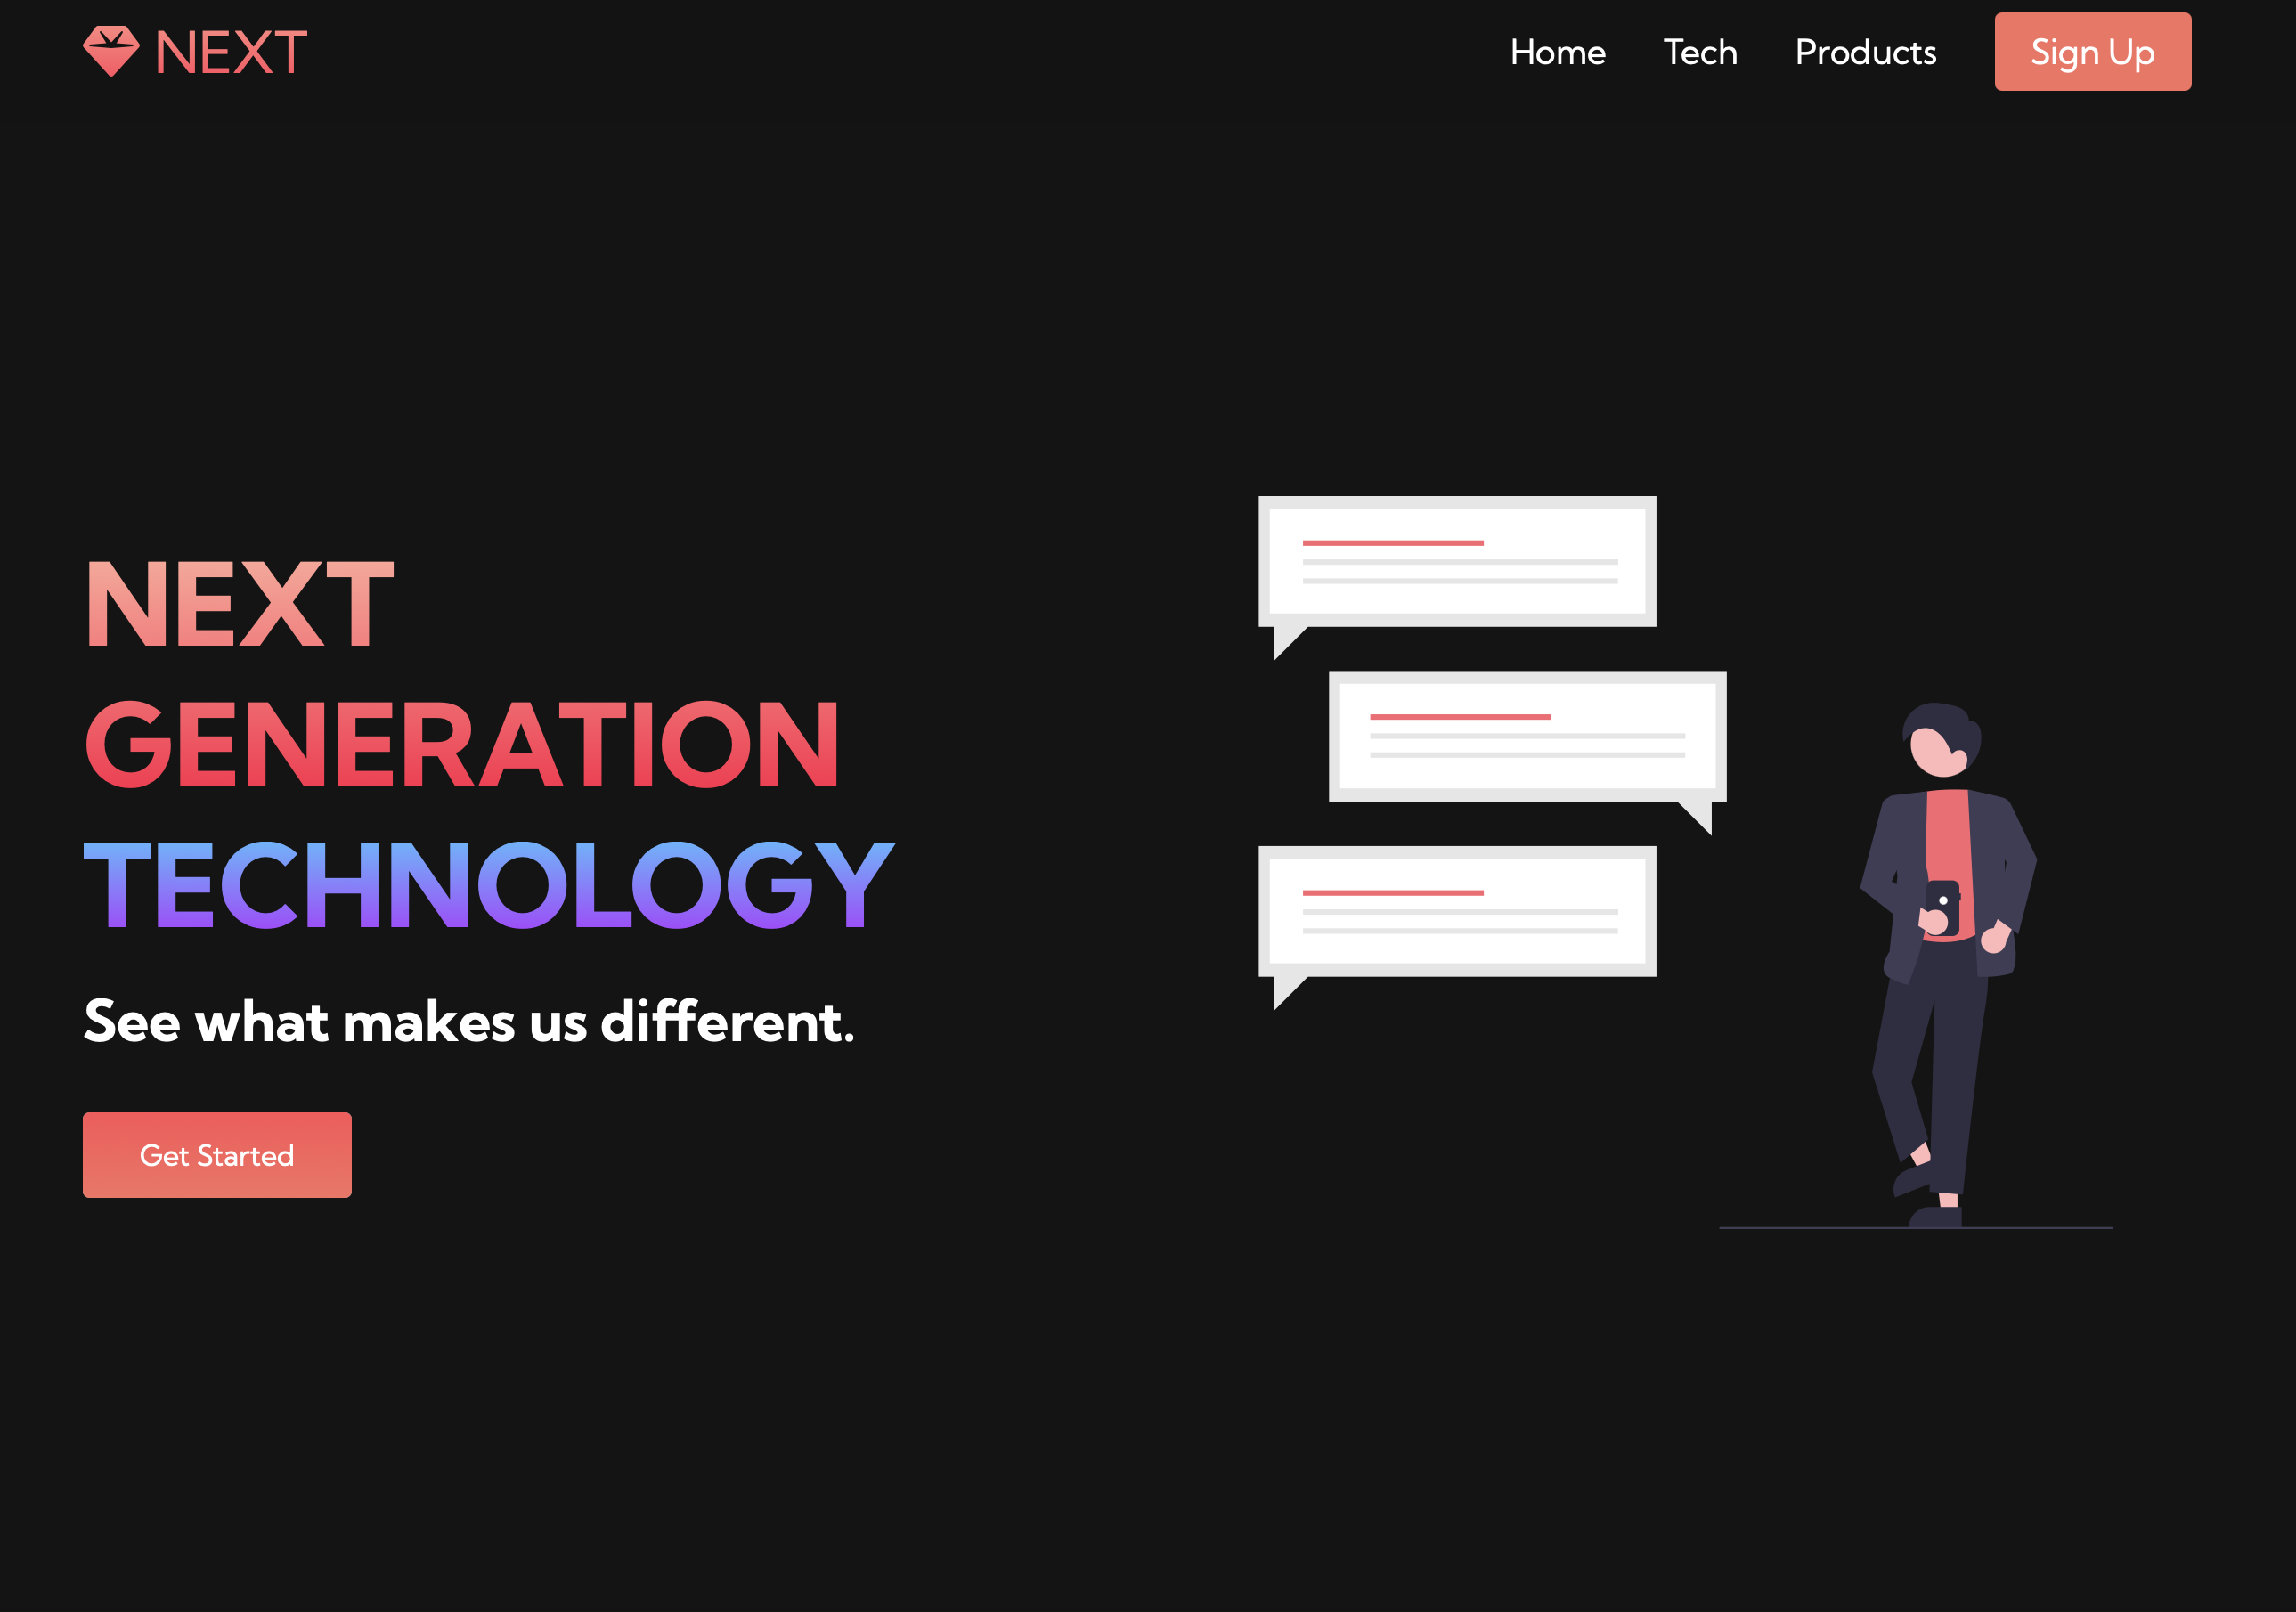 NEXT
Home Tech Products Sign Up
NEXT
GENERATION
TECHNOLOGY
See what makes us different.
Get Started